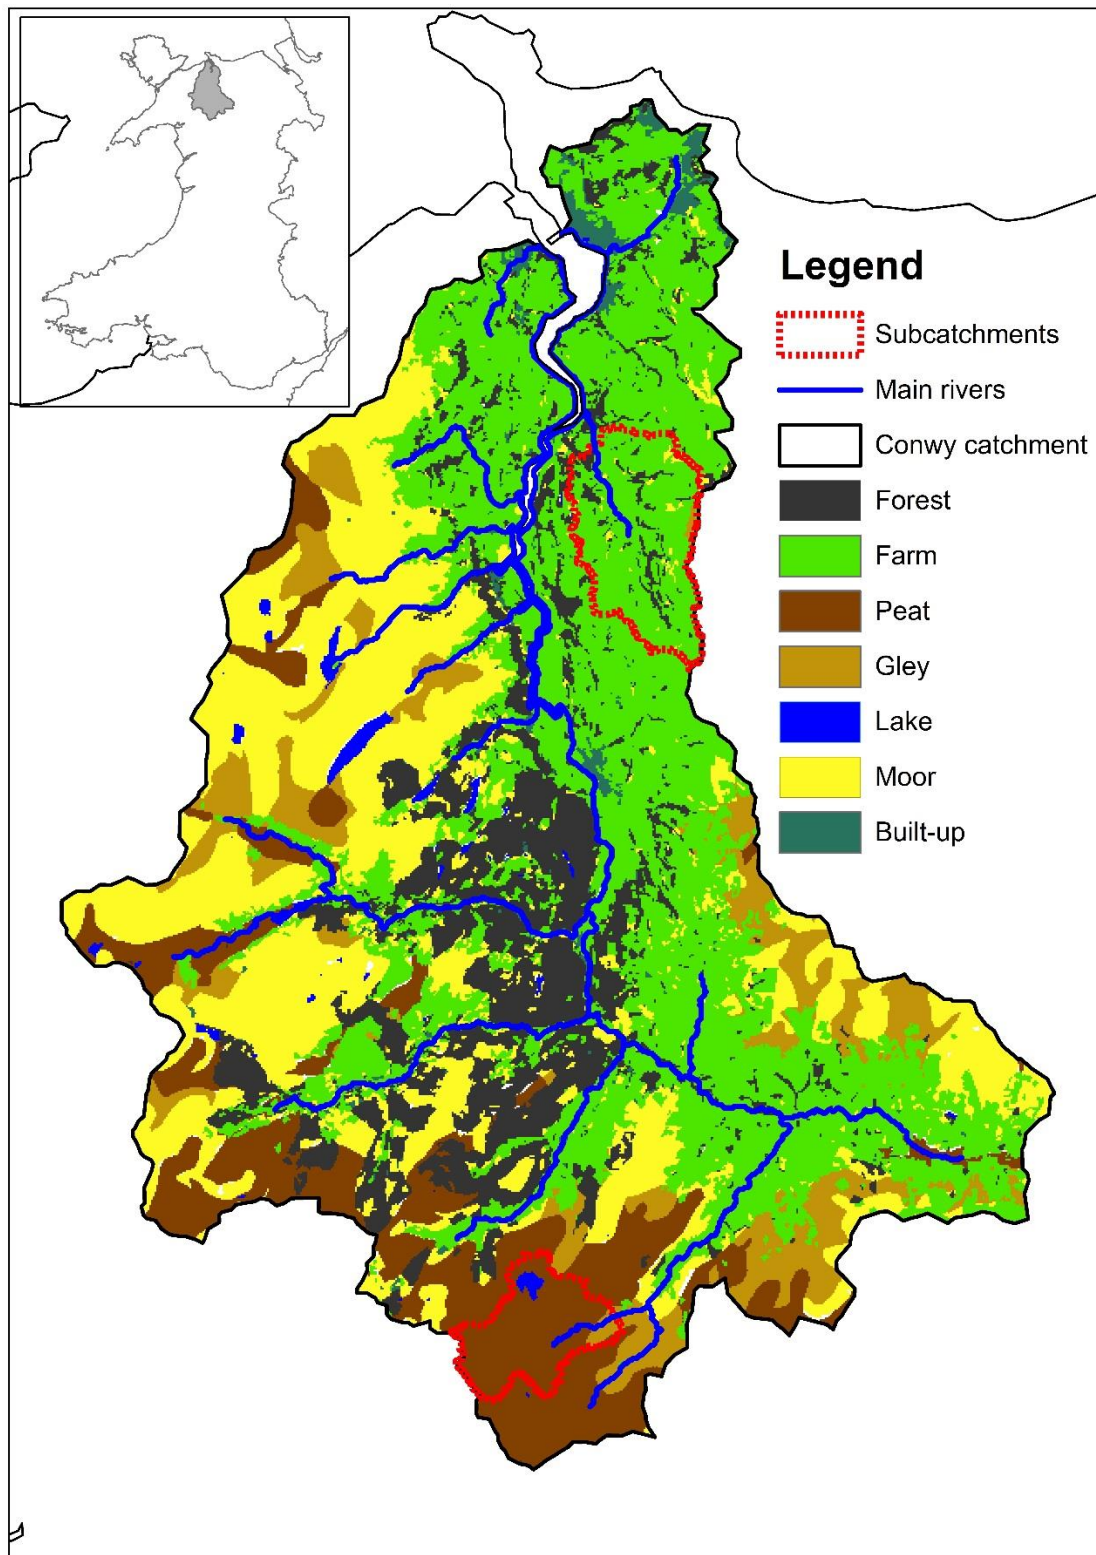 Legend
Subcatchments
Main rivers
Conwy catchment
Forest
Farm
Peat
Gley
Lake
Moor
Built-up